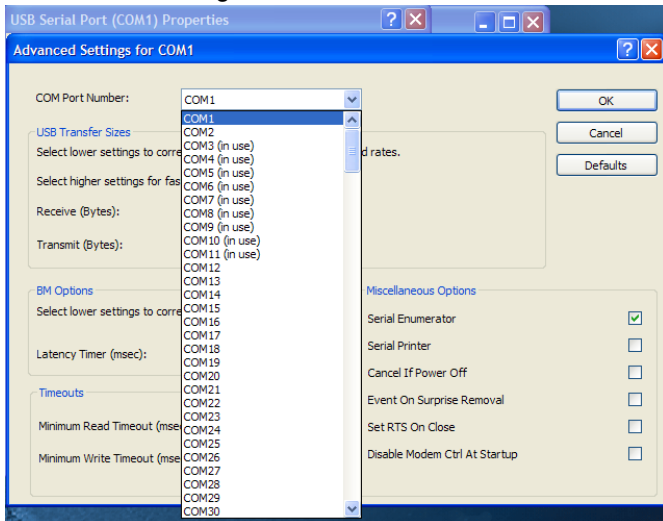 USB Serial Port (COM1) Properties
Advanced Settings for COM1
COM Port Number:
COM1
OK
Cancel
Defaults
COM1
COM2
COM3 (in use)
COM4 (in use)
COM5 (in use)
COM6 (in use)
COM7 (in use)
COM8 (in use)
COM9 (in use)
COM10 (in use)
COM11 (in use)
COM12
COM13
COM14
COM15
COM16
COM17
COM18
COM19
COM20
COM21
COM22
COM23
COM24
COM25
COM26
COM27
COM28
COM29
COM30
USB Transfer Sizes
Select lower settings to corre
d rates.
Select higher settings for fas
Receive (Bytes):
Transmit (Bytes):
BM Options
Select lower settings to corre
Latency Timer (msec):
Timeouts
Minimum Read Timeout (mse
Minimum Write Timeout (mse
Miscellaneous Options
Serial Enumerator
Serial Printer
Cancel If Power Off
Event On Surprise Removal
Set RTS On Close
Disable Modem Ctrl At Startup